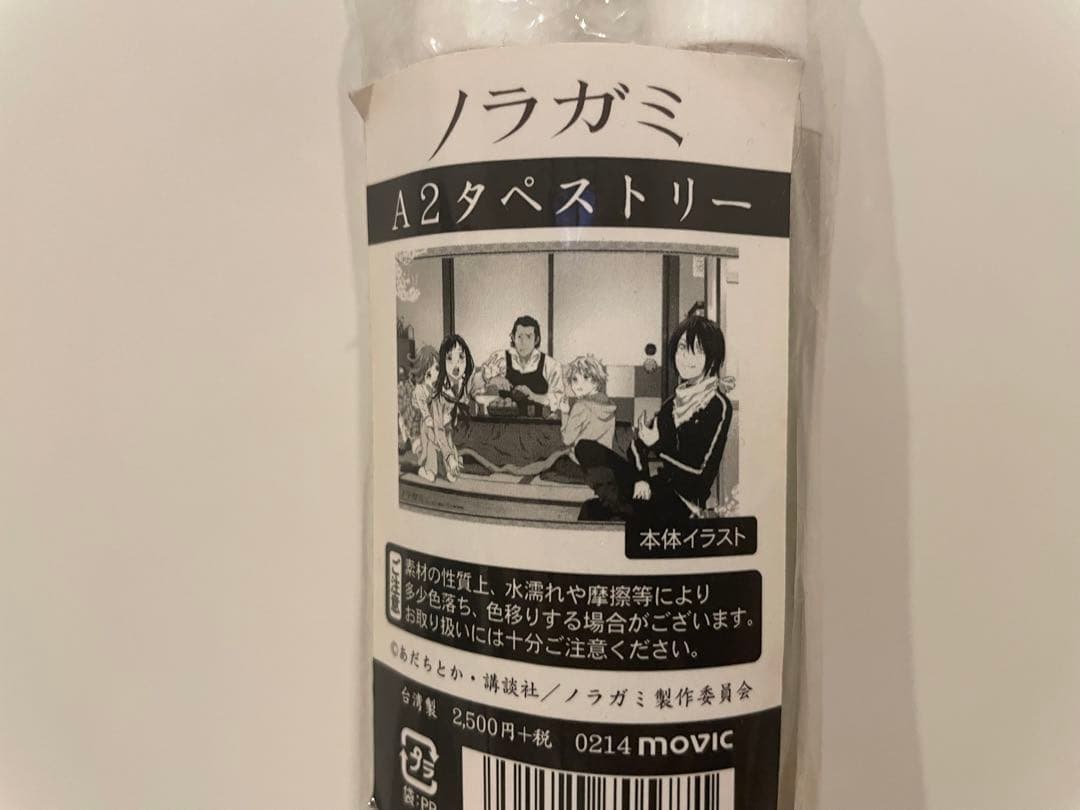 ノラガミ
A2タペストリー
本体イラスト
ご注意
素材の性質上、水濡れや摩擦等により
多少色落ち、色移りする場合がございます。
お取り扱いには十分ご注意ください。
©あだちとか・講談社／ノラガミ製作委員会
台湾製 2,500円+税 0214 movic
プラ
袋:PP